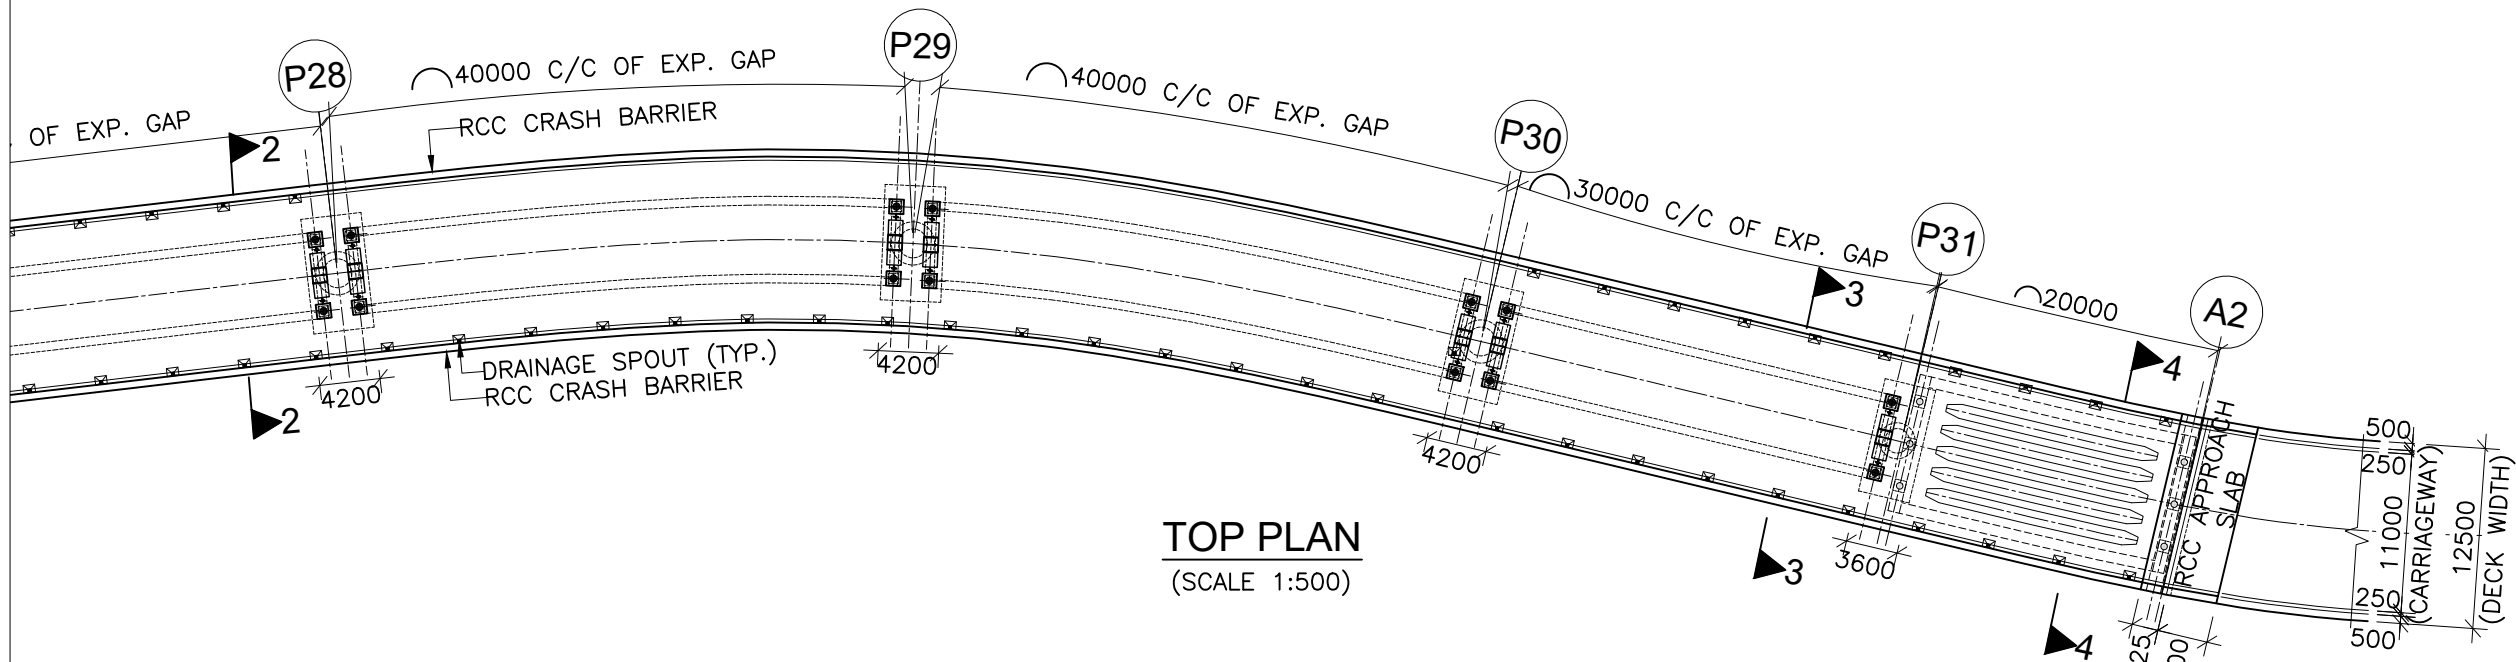 P28
P29
P30
P31
A2
OF EXP. GAP
40000 C/C OF EXP. GAP
40000 C/C OF EXP. GAP
30000 C/C OF EXP. GAP
20000
RCC CRASH BARRIER
2
3
4
4200
4200
4200
3600
DRAINAGE SPOUT (TYP.)
RCC CRASH BARRIER
2
3
4
TOP PLAN
(SCALE 1:500)
RCC APPROACH
SLAB
500
250
11000
(CARRIAGEWAY)
12500
(DECK WIDTH)
250
500